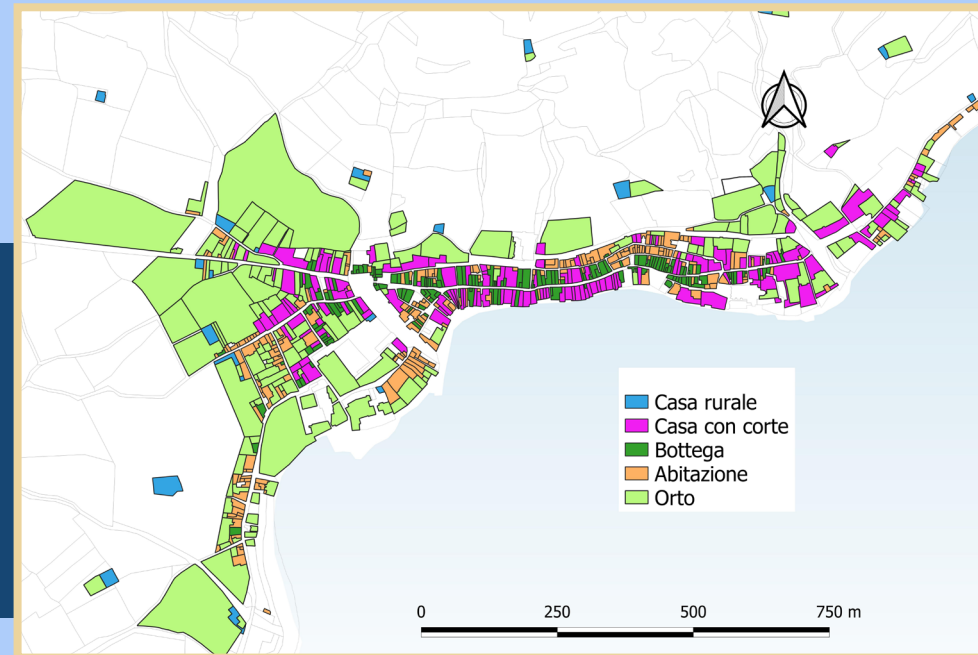 Casa rurale
Casa con corte
Bottega
Abitazione
Orto
0 250 500 750 m